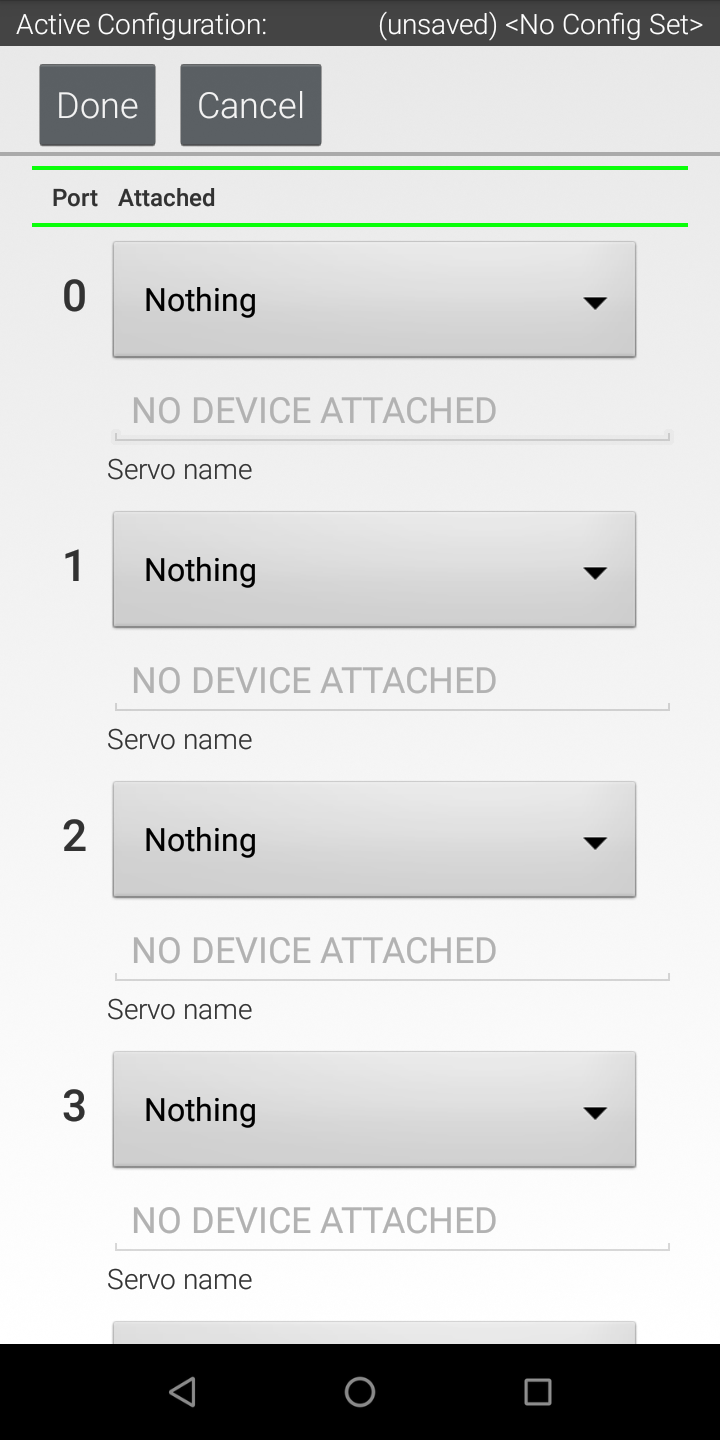 Active Configuration: (unsaved) <No Config Set>
Done Cancel
Port Attached
0 Nothing
NO DEVICE ATTACHED
Servo name
1 Nothing
NO DEVICE ATTACHED
Servo name
2 Nothing
NO DEVICE ATTACHED
Servo name
3 Nothing
NO DEVICE ATTACHED
Servo name